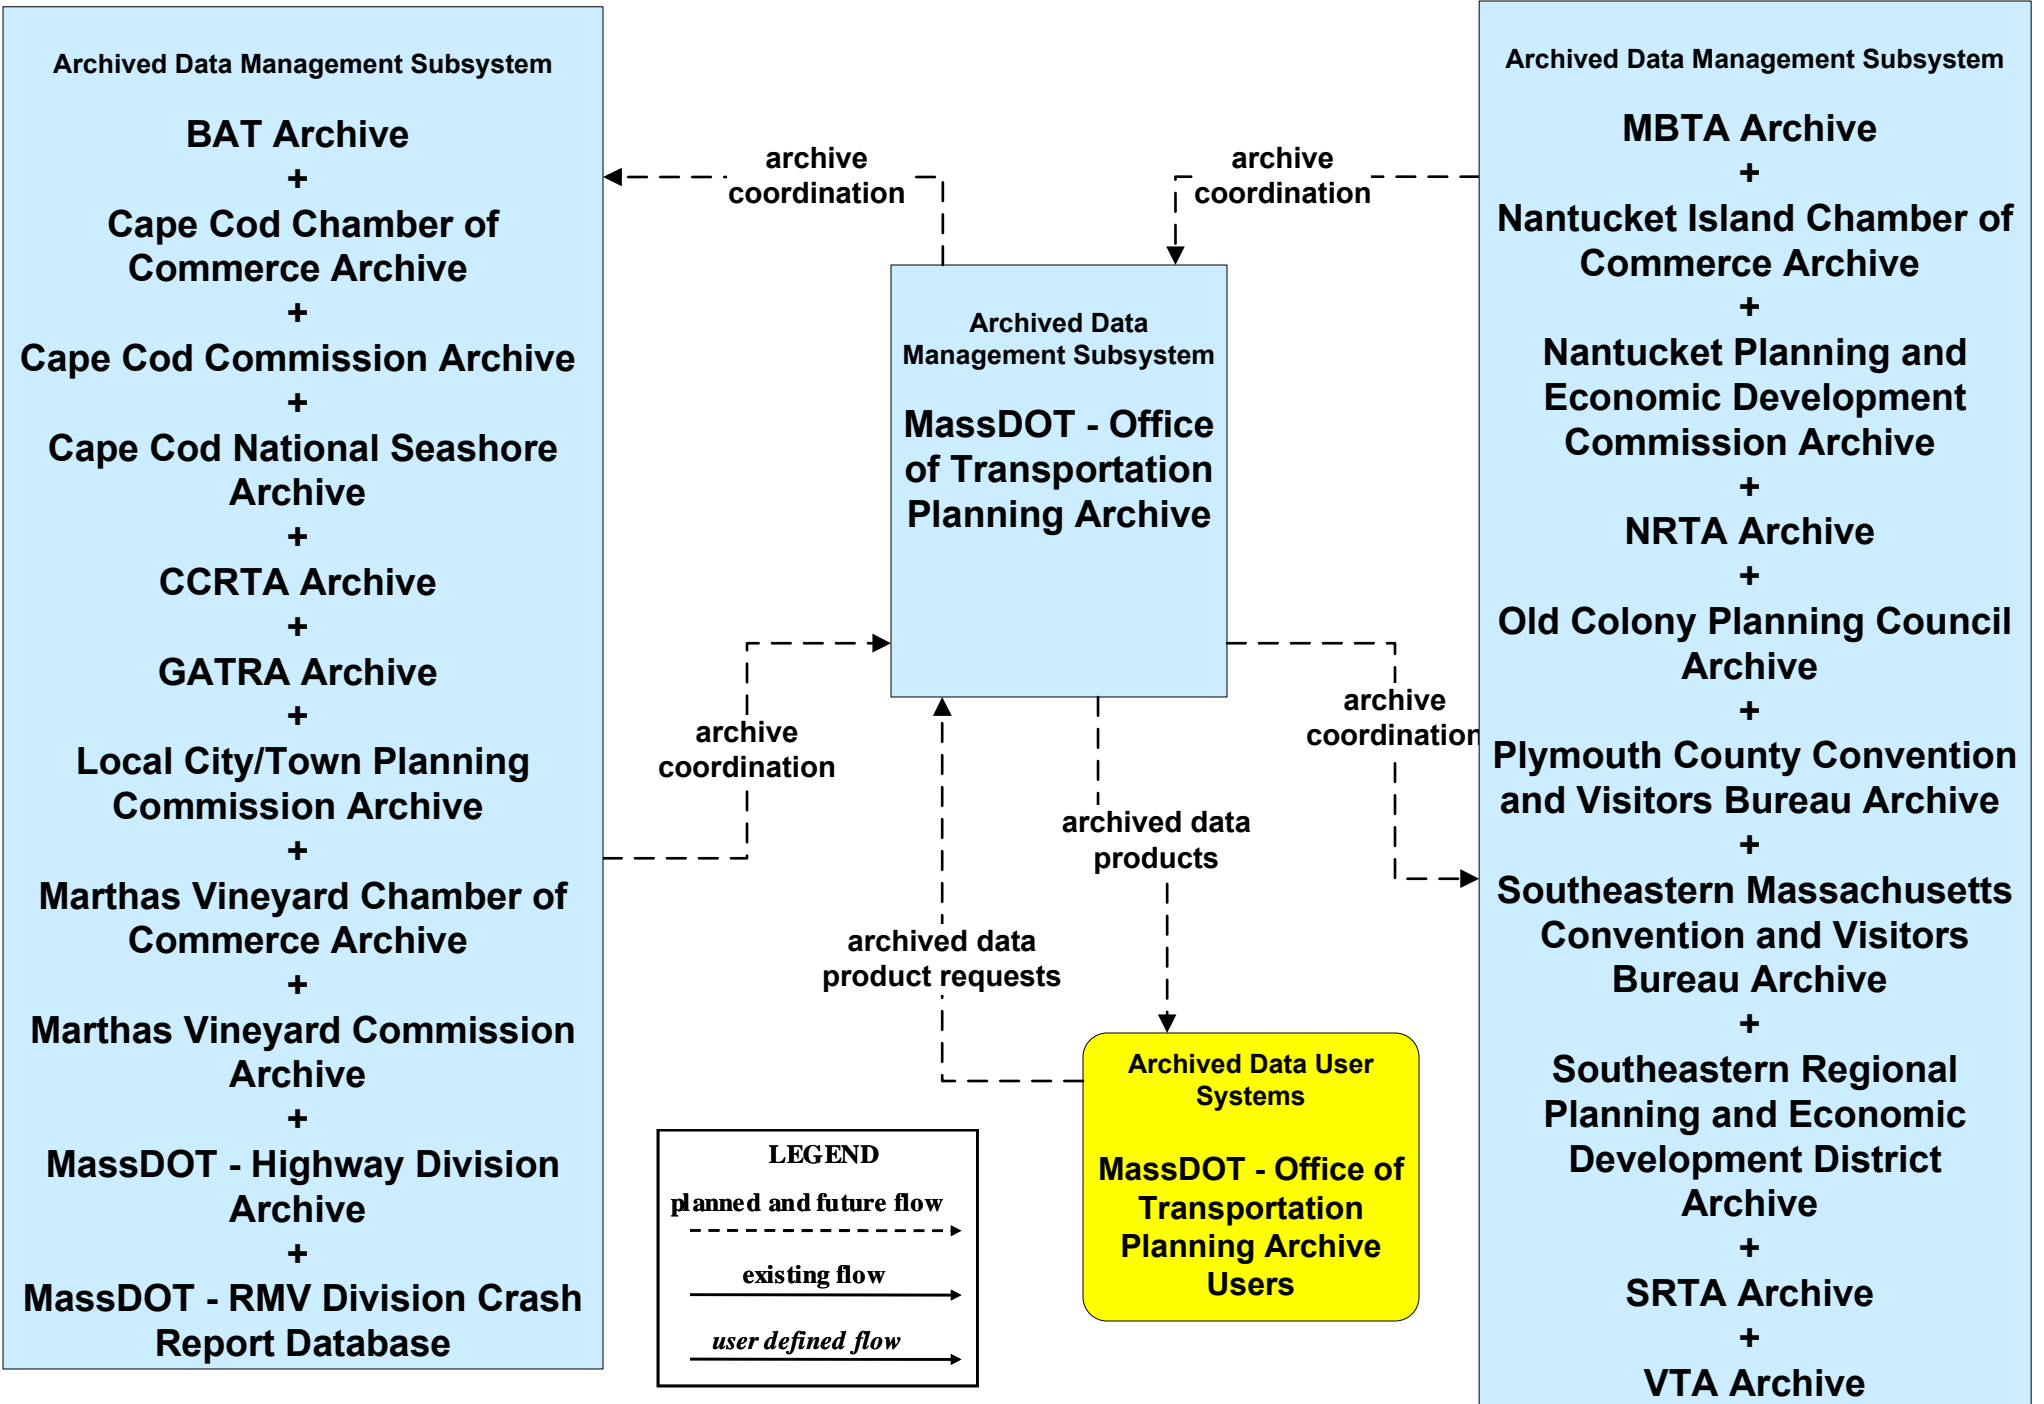 Archived Data Management Subsystem
BAT Archive
+
Cape Cod Chamber of
Commerce Archive
+
Cape Cod Commission Archive
+
Cape Cod National Seashore
Archive
+
CCRTA Archive
+
GATRA Archive
+
Local City/Town Planning
Commission Archive
+
Marthas Vineyard Chamber of
Commerce Archive
+
Marthas Vineyard Commission
Archive
+
MassDOT - Highway Division
Archive
+
MassDOT - RMV Division Crash
Report Database
archive
coordination
archive
coordination
Archived Data
Management Subsystem
MassDOT - Office
of Transportation
Planning Archive
archive
coordination
archive
coordination
archived data
products
archived data
product requests
Archived Data User
Systems
MassDOT - Office of
Transportation
Planning Archive
Users
LEGEND
planned and future flow
existing flow
user defined flow
Archived Data Management Subsystem
MBTA Archive
+
Nantucket Island Chamber of
Commerce Archive
+
Nantucket Planning and
Economic Development
Commission Archive
+
NRTA Archive
+
Old Colony Planning Council
Archive
+
Plymouth County Convention
and Visitors Bureau Archive
+
Southeastern Massachusetts
Convention and Visitors
Bureau Archive
+
Southeastern Regional
Planning and Economic
Development District
Archive
+
SRTA Archive
+
VTA Archive